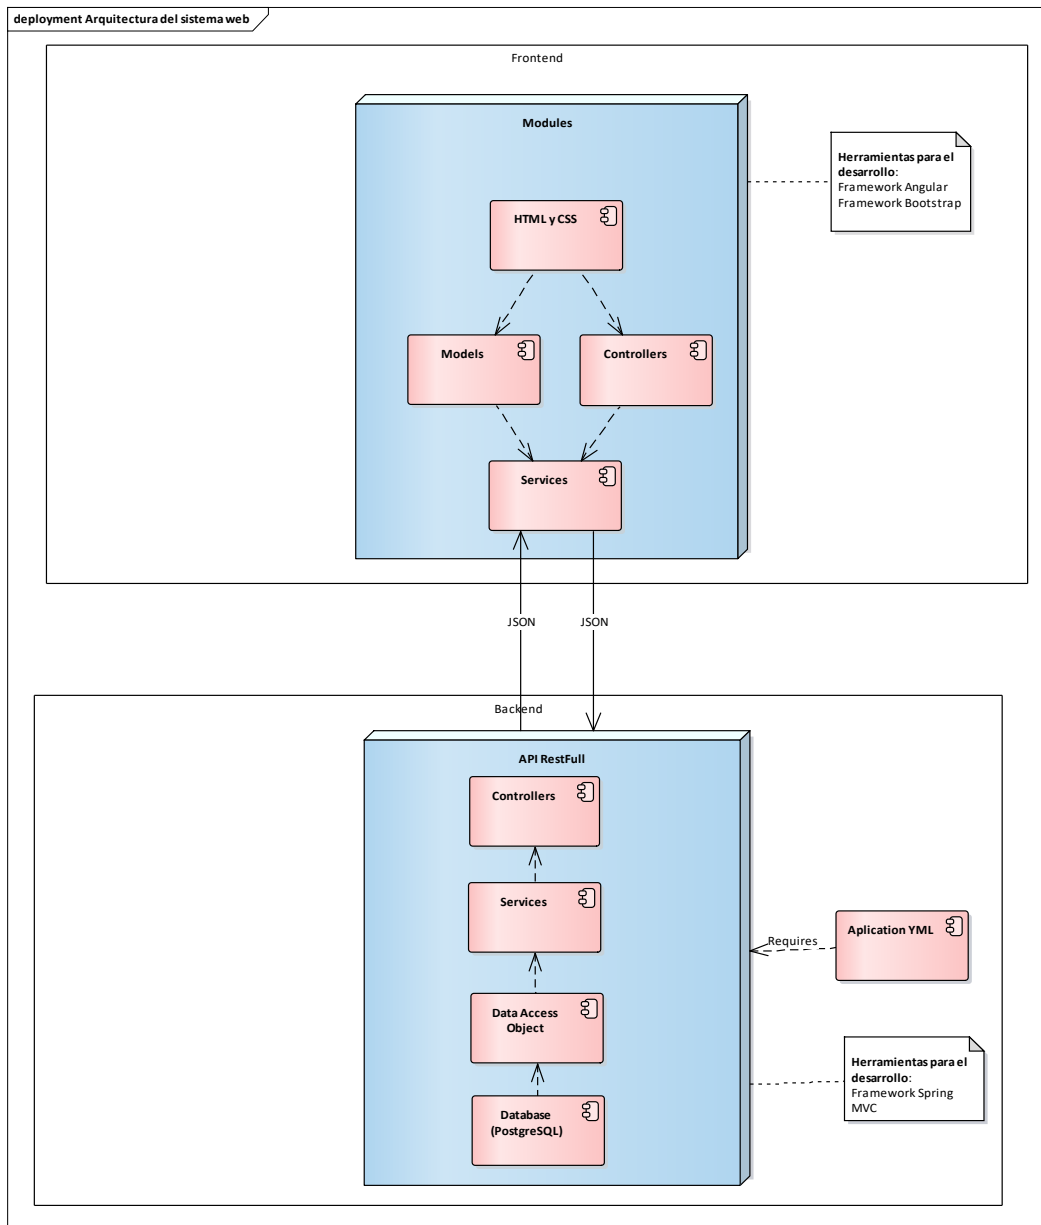 deployment Arquitectura del sistema web
Frontend
Modules
Herramientas para el
desarrollo:
Framework Angular
Framework Bootstrap
HTML y CSS
Models
Controllers
Services
JSON
JSON
Backend
API RestFull
Controllers
Services
Aplication YML
Requires
Data Access
Object
Herramientas para el
desarrollo:
Framework Spring
MVC
Database
(PostgreSQL)